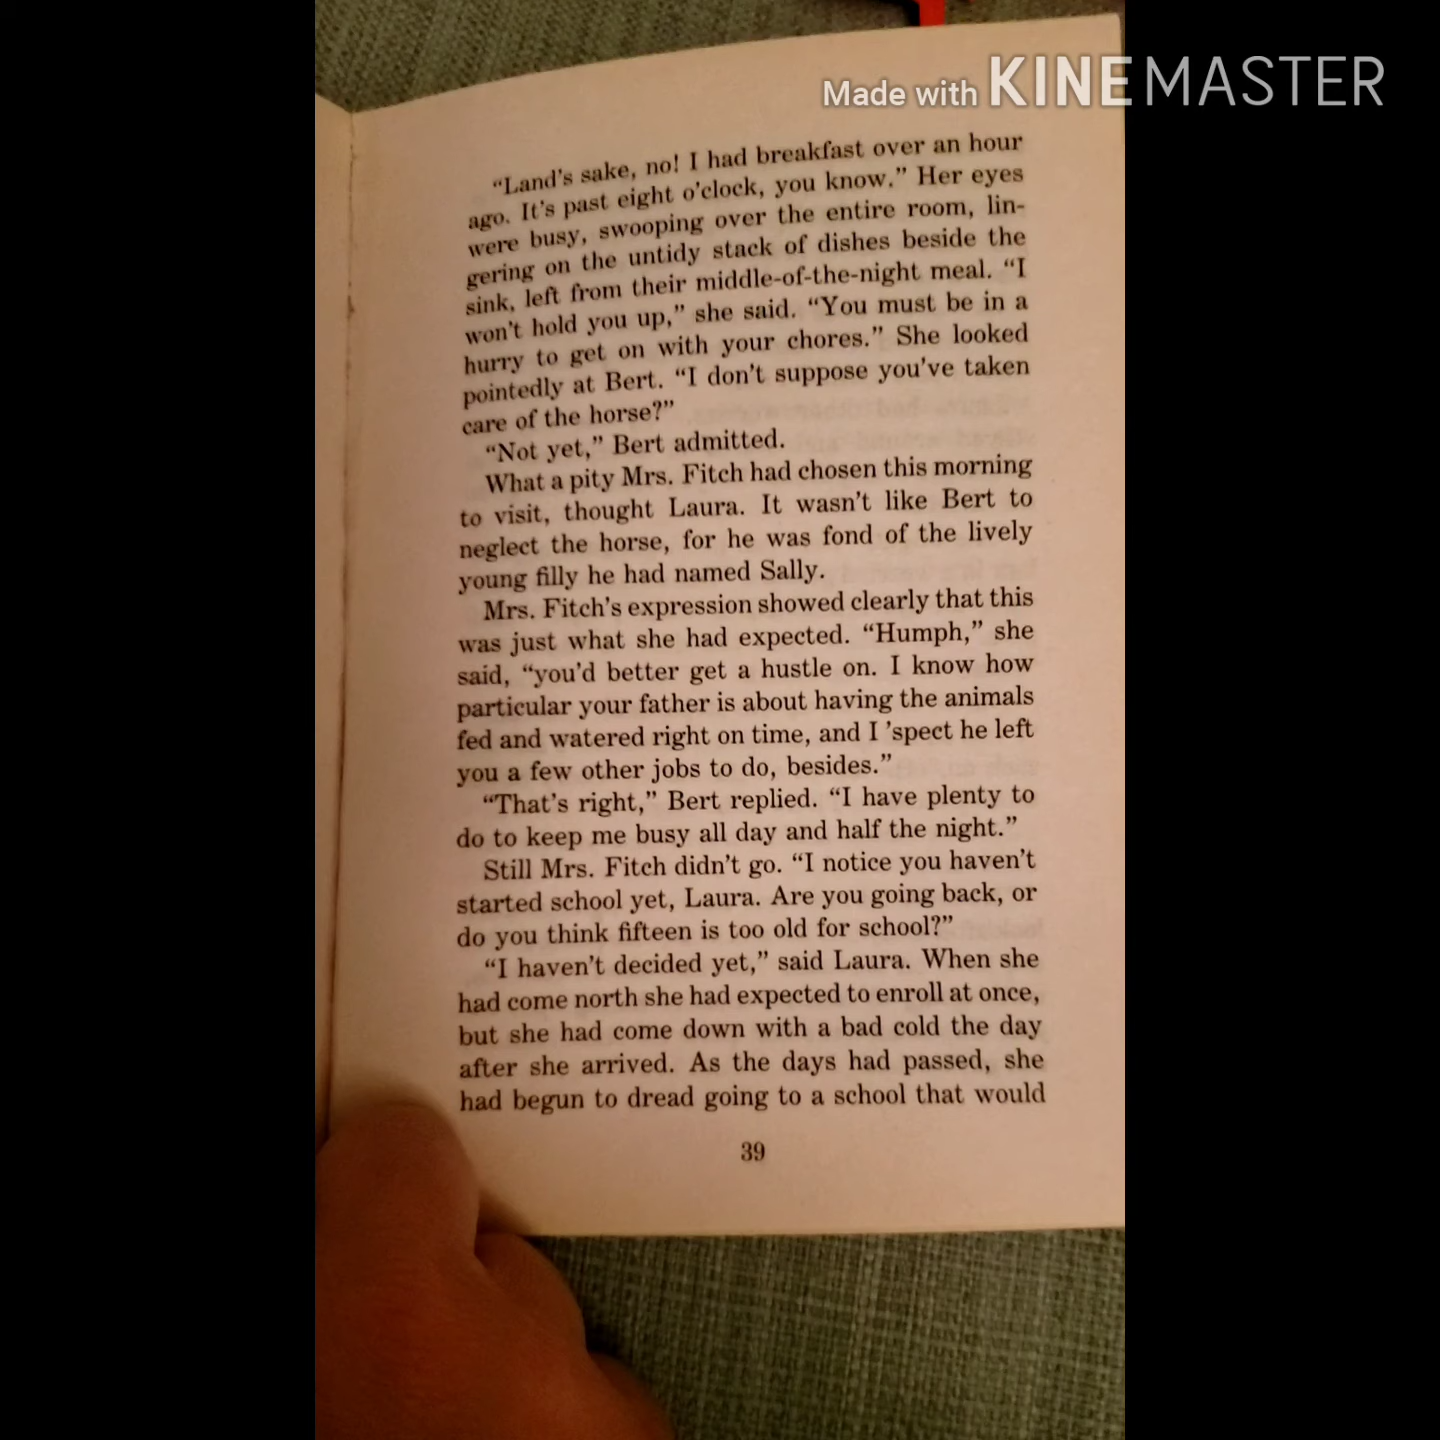 Made with KINEMASTER
“Land’s sake, no! I had breakfast over an hour
ago. It’s past eight o’clock, you know.” Her eyes
were busy, swooping over the entire room, lin-
gering on the untidy stack of dishes beside the
sink, left from their middle-of-the-night meal. “I
won’t hold you up,” she said. “You must be in a
hurry to get on with your chores.” She looked
pointedly at Bert. “I don’t suppose you’ve taken
care of the horse?”
“Not yet,” Bert admitted.
What a pity Mrs. Fitch had chosen this morning
to visit, thought Laura. It wasn’t like Bert to
neglect the horse, for he was fond of the lively
young filly he had named Sally.
Mrs. Fitch’s expression showed clearly that this
was just what she had expected. “Humph,” she
said, “you’d better get a hustle on. I know how
particular your father is about having the animals
fed and watered right on time, and I ’spect he left
you a few other jobs to do, besides.”
“That’s right,” Bert replied. “I have plenty to
do to keep me busy all day and half the night.”
Still Mrs. Fitch didn’t go. “I notice you haven’t
started school yet, Laura. Are you going back, or
do you think fifteen is too old for school?”
“I haven’t decided yet,” said Laura. When she
had come north she had expected to enroll at once,
but she had come down with a bad cold the day
after she arrived. As the days had passed, she
had begun to dread going to a school that would
39